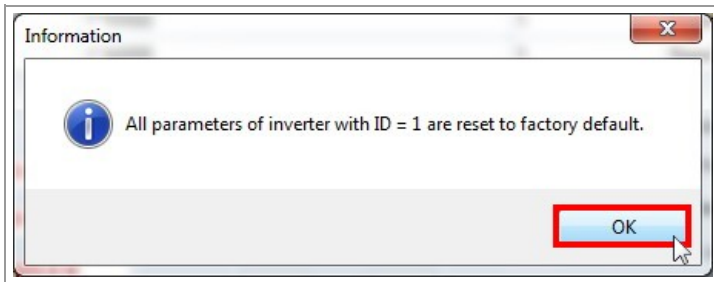 Information
All parameters of inverter with ID = 1 are reset to factory default.
OK